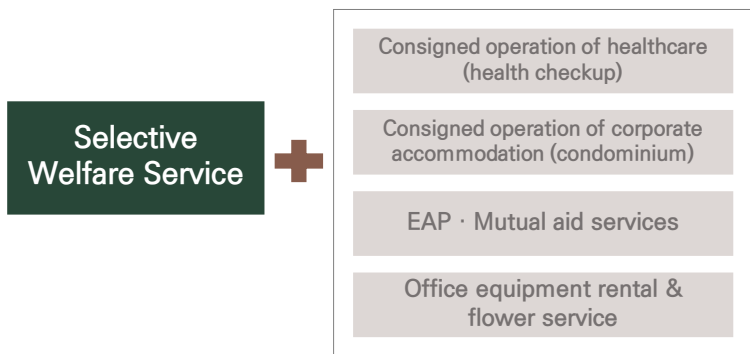 Selective
Welfare Service
Consigned operation of healthcare
(health checkup)
Consigned operation of corporate
accommodation (condominium)
EAP · Mutual aid services
Office equipment rental &
flower service